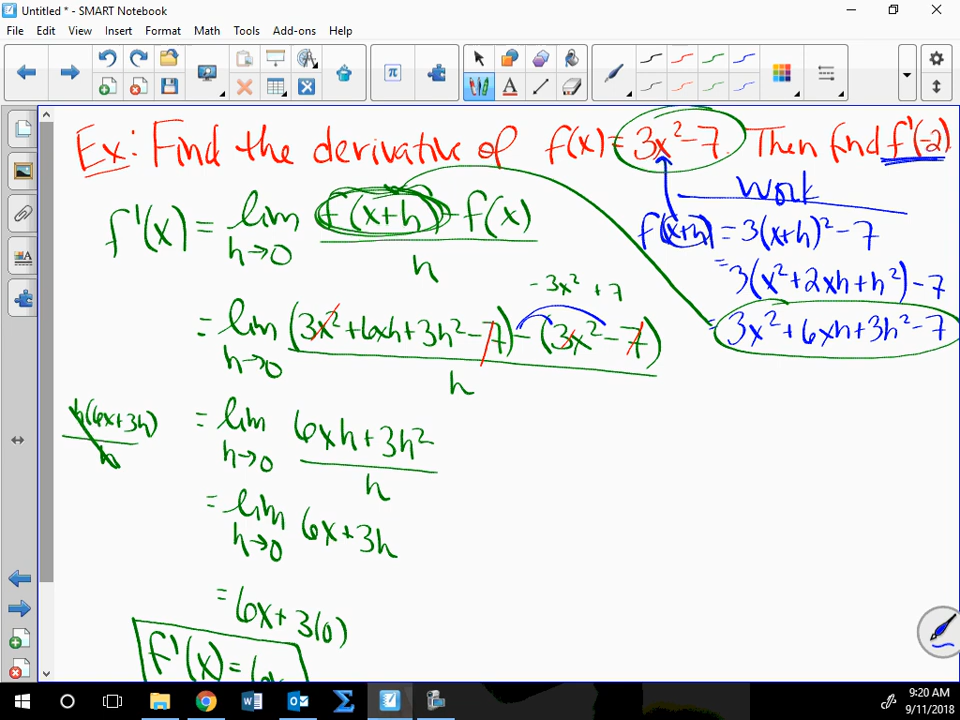 Untitled * - SMART Notebook
File Edit View Insert Format Math Tools Add-ons Help
Ex: Find the derivative of f(x) = 3x² - 7. Then find f'(-2)
work
f'(x) = lim h→0 f(x+h) - f(x) / h
f(x+h) = 3(x+h)² - 7
= 3(x² + 2xh + h²) - 7
= 3x² + 6xh + 3h² - 7
- 3x² + 7
= lim h→0 (3x² + 6xh + 3h² - 7) - (3x² - 7) / h
h(6x+3h) / h
= lim h→0 6xh + 3h² / h
= lim h→0 6x + 3h
= 6x + 3(0)
f'(x) = 6x
9:20 AM
9/11/2018